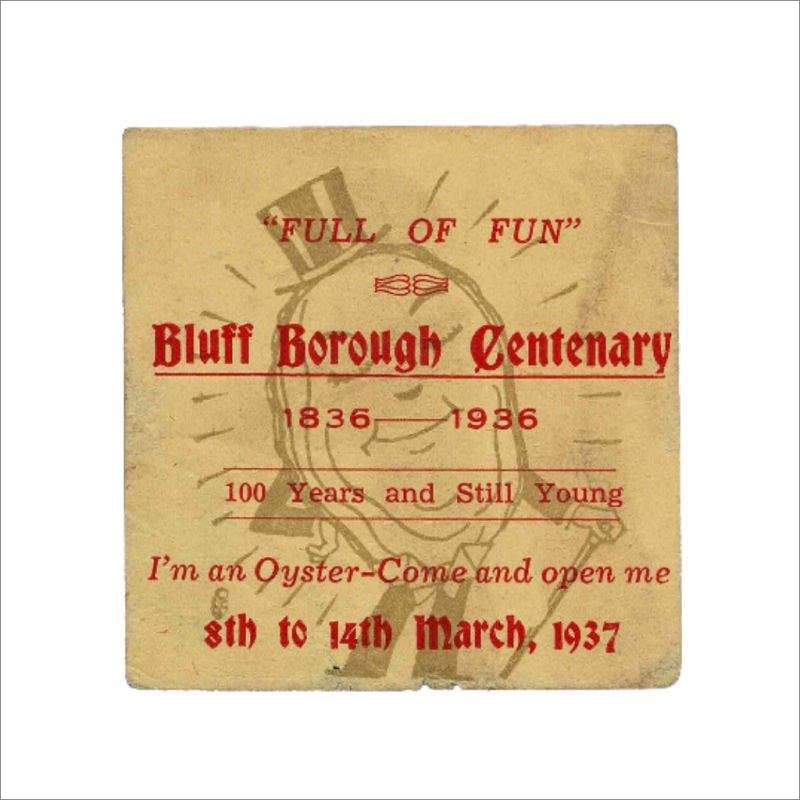 "FULL OF FUN"
Bluff Borough Centenary
1836—1936
100 Years and Still Young
I'm an Oyster-Come and open me
8th to 14th March, 1937